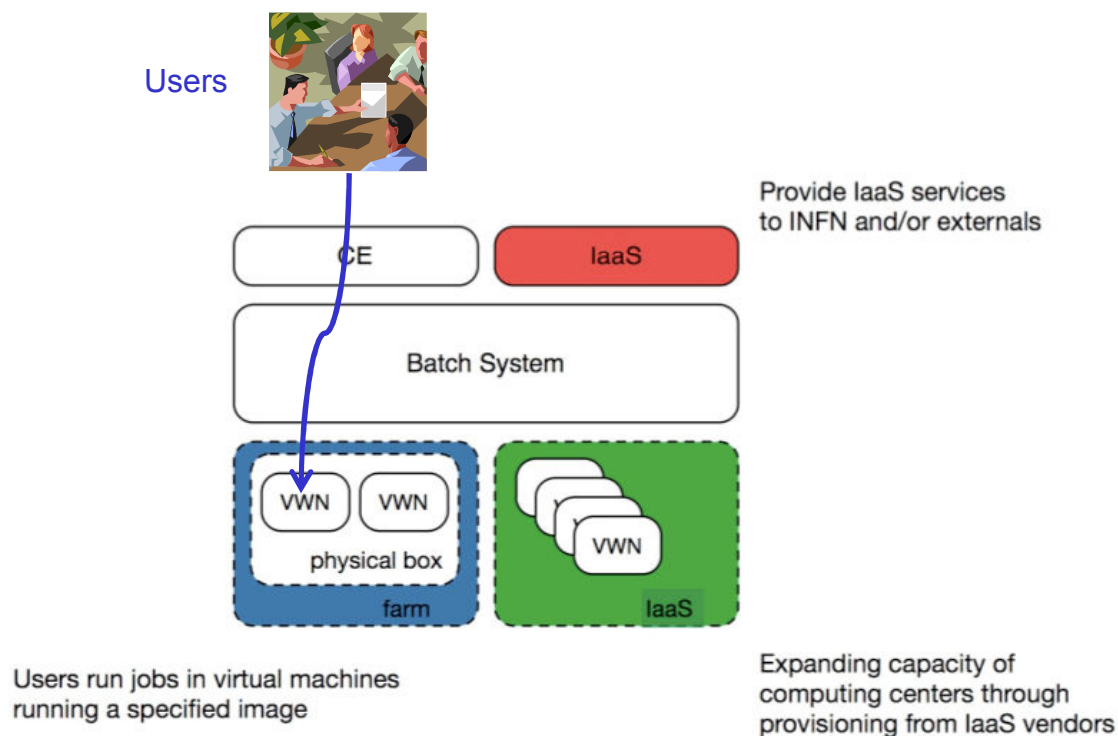 Users
Provide IaaS services
to INFN and/or externals
CE
IaaS
Batch System
VWN
VWN
physical box
farm
VWN
IaaS
Users run jobs in virtual machines
running a specified image
Expanding capacity of
computing centers through
provisioning from IaaS vendors